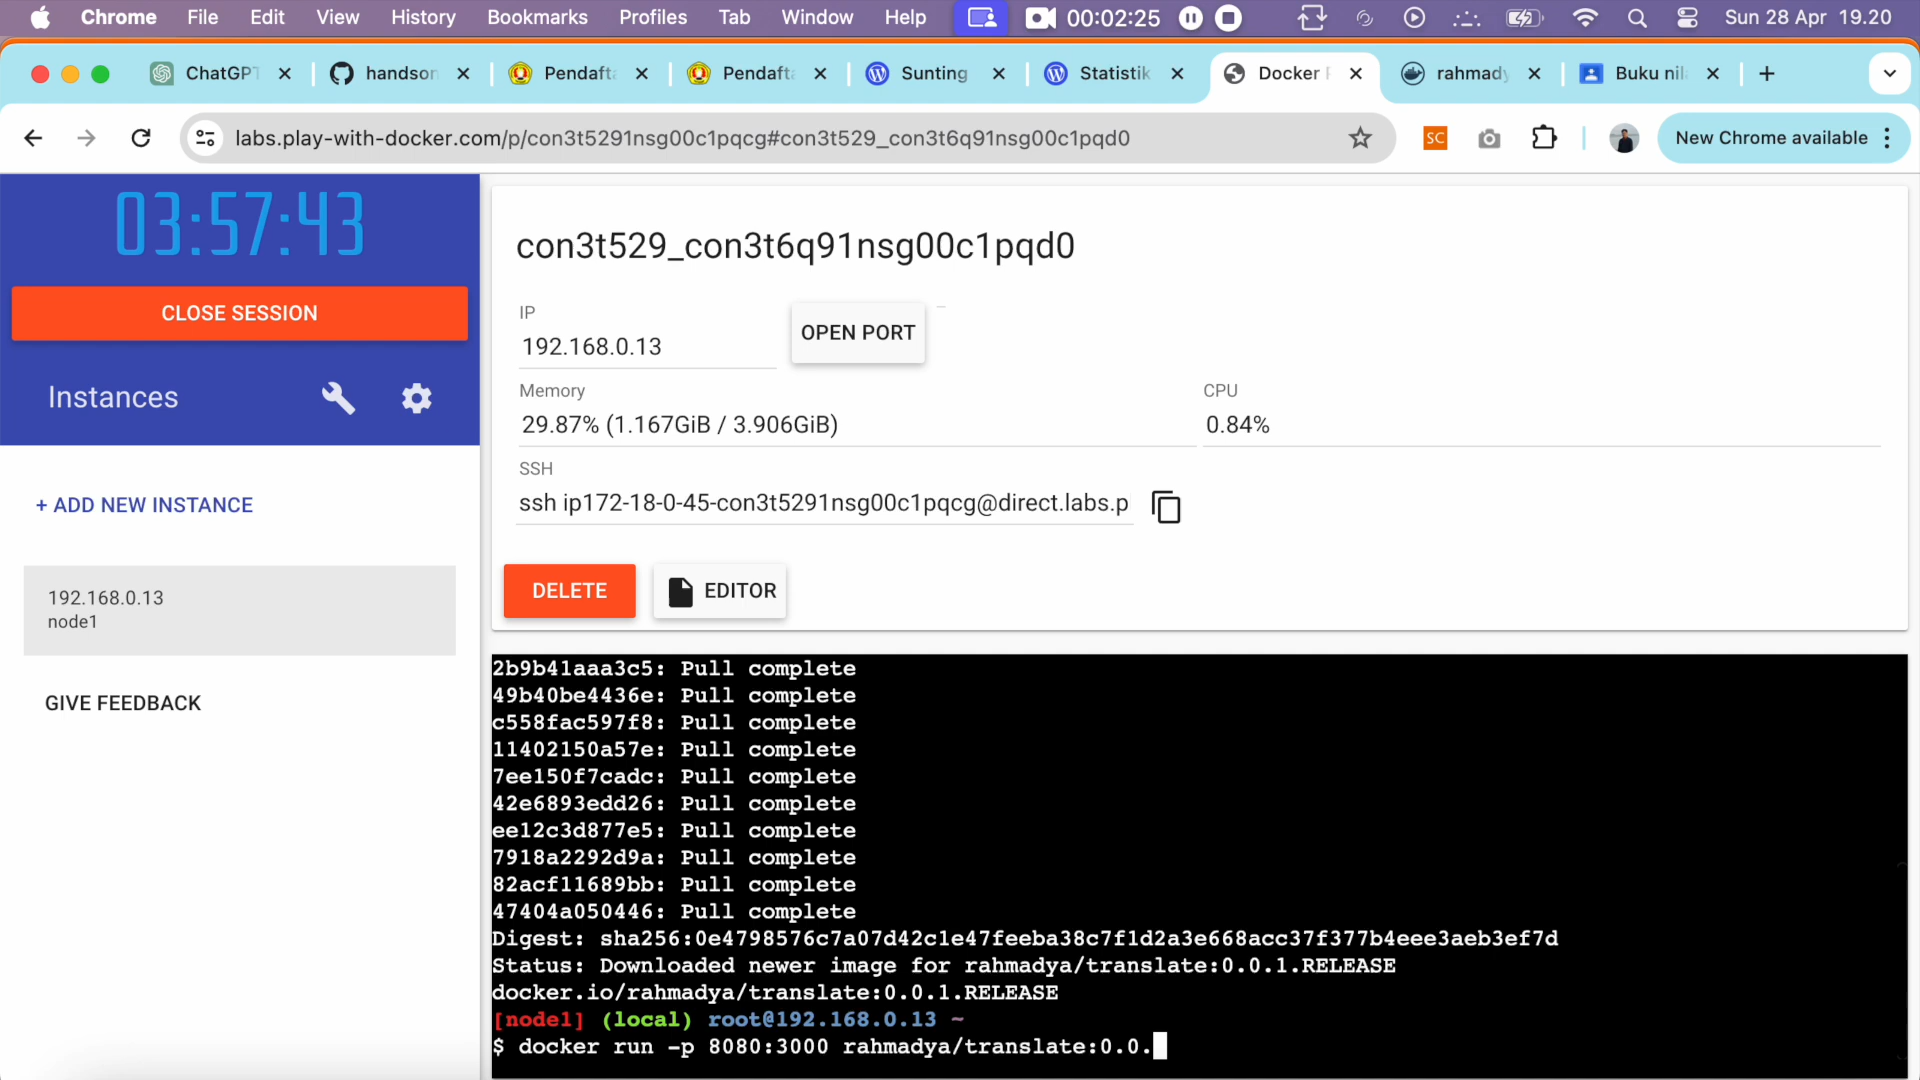 Chrome File Edit View History Bookmarks Profiles Tab Window Help 00:02:25 Sun 28 Apr 19.20
ChatGPT handson Pendafta Pendafta Sunting Statistik Docker rahmady Buku nil
labs.play-with-docker.com/p/con3t5291nsg00c1pqcg#con3t529_con3t6q91nsg00c1pqd0 SC New Chrome available
03:57:43
CLOSE SESSION
Instances
+ ADD NEW INSTANCE
192.168.0.13
node1
GIVE FEEDBACK
con3t529_con3t6q91nsg00c1pqd0
IP
192.168.0.13
OPEN PORT
Memory
29.87% (1.167GiB / 3.906GiB)
CPU
0.84%
SSH
ssh ip172-18-0-45-con3t5291nsg00c1pqcg@direct.labs.p
DELETE
EDITOR
2b9b41aaa3c5: Pull complete
49b40be4436e: Pull complete
c558fac597f8: Pull complete
11402150a57e: Pull complete
7ee150f7cadc: Pull complete
42e6893edd26: Pull complete
ee12c3d877e5: Pull complete
7918a2292d9a: Pull complete
82acf11689bb: Pull complete
47404a050446: Pull complete
Digest: sha256:0e4798576c7a07d42c1e47feeba38c7f1d2a3e668acc37f377b4eee3aeb3ef7d
Status: Downloaded newer image for rahmadya/translate:0.0.1.RELEASE
docker.io/rahmadya/translate:0.0.1.RELEASE
[node1] (local) root@192.168.0.13 ~
$ docker run -p 8080:3000 rahmadya/translate:0.0.